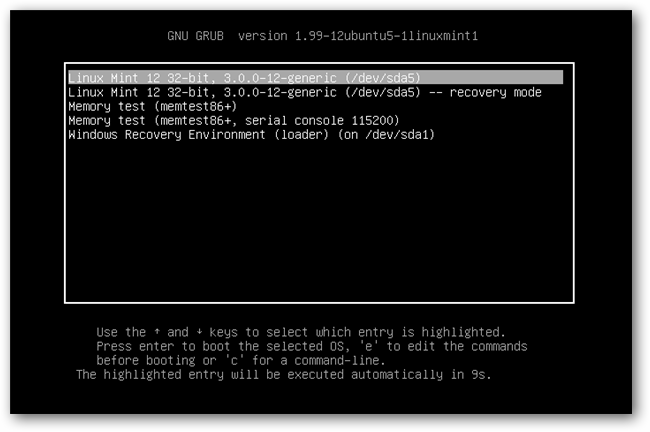 GNU GRUB version 1.99-12ubuntu5-1linuxmint1
Linux Mint 12 32-bit, 3.0.0-12-generic (/dev/sda5)
Linux Mint 12 32-bit, 3.0.0-12-generic (/dev/sda5) -- recovery mode
Memory test (memtest86+)
Memory test (memtest86+, serial console 115200)
Windows Recovery Environment (loader) (on /dev/sda1)
Use the ↑ and ↓ keys to select which entry is highlighted.
Press enter to boot the selected OS, 'e' to edit the commands
before booting or 'c' for a command-line.
The highlighted entry will be executed automatically in 9s.